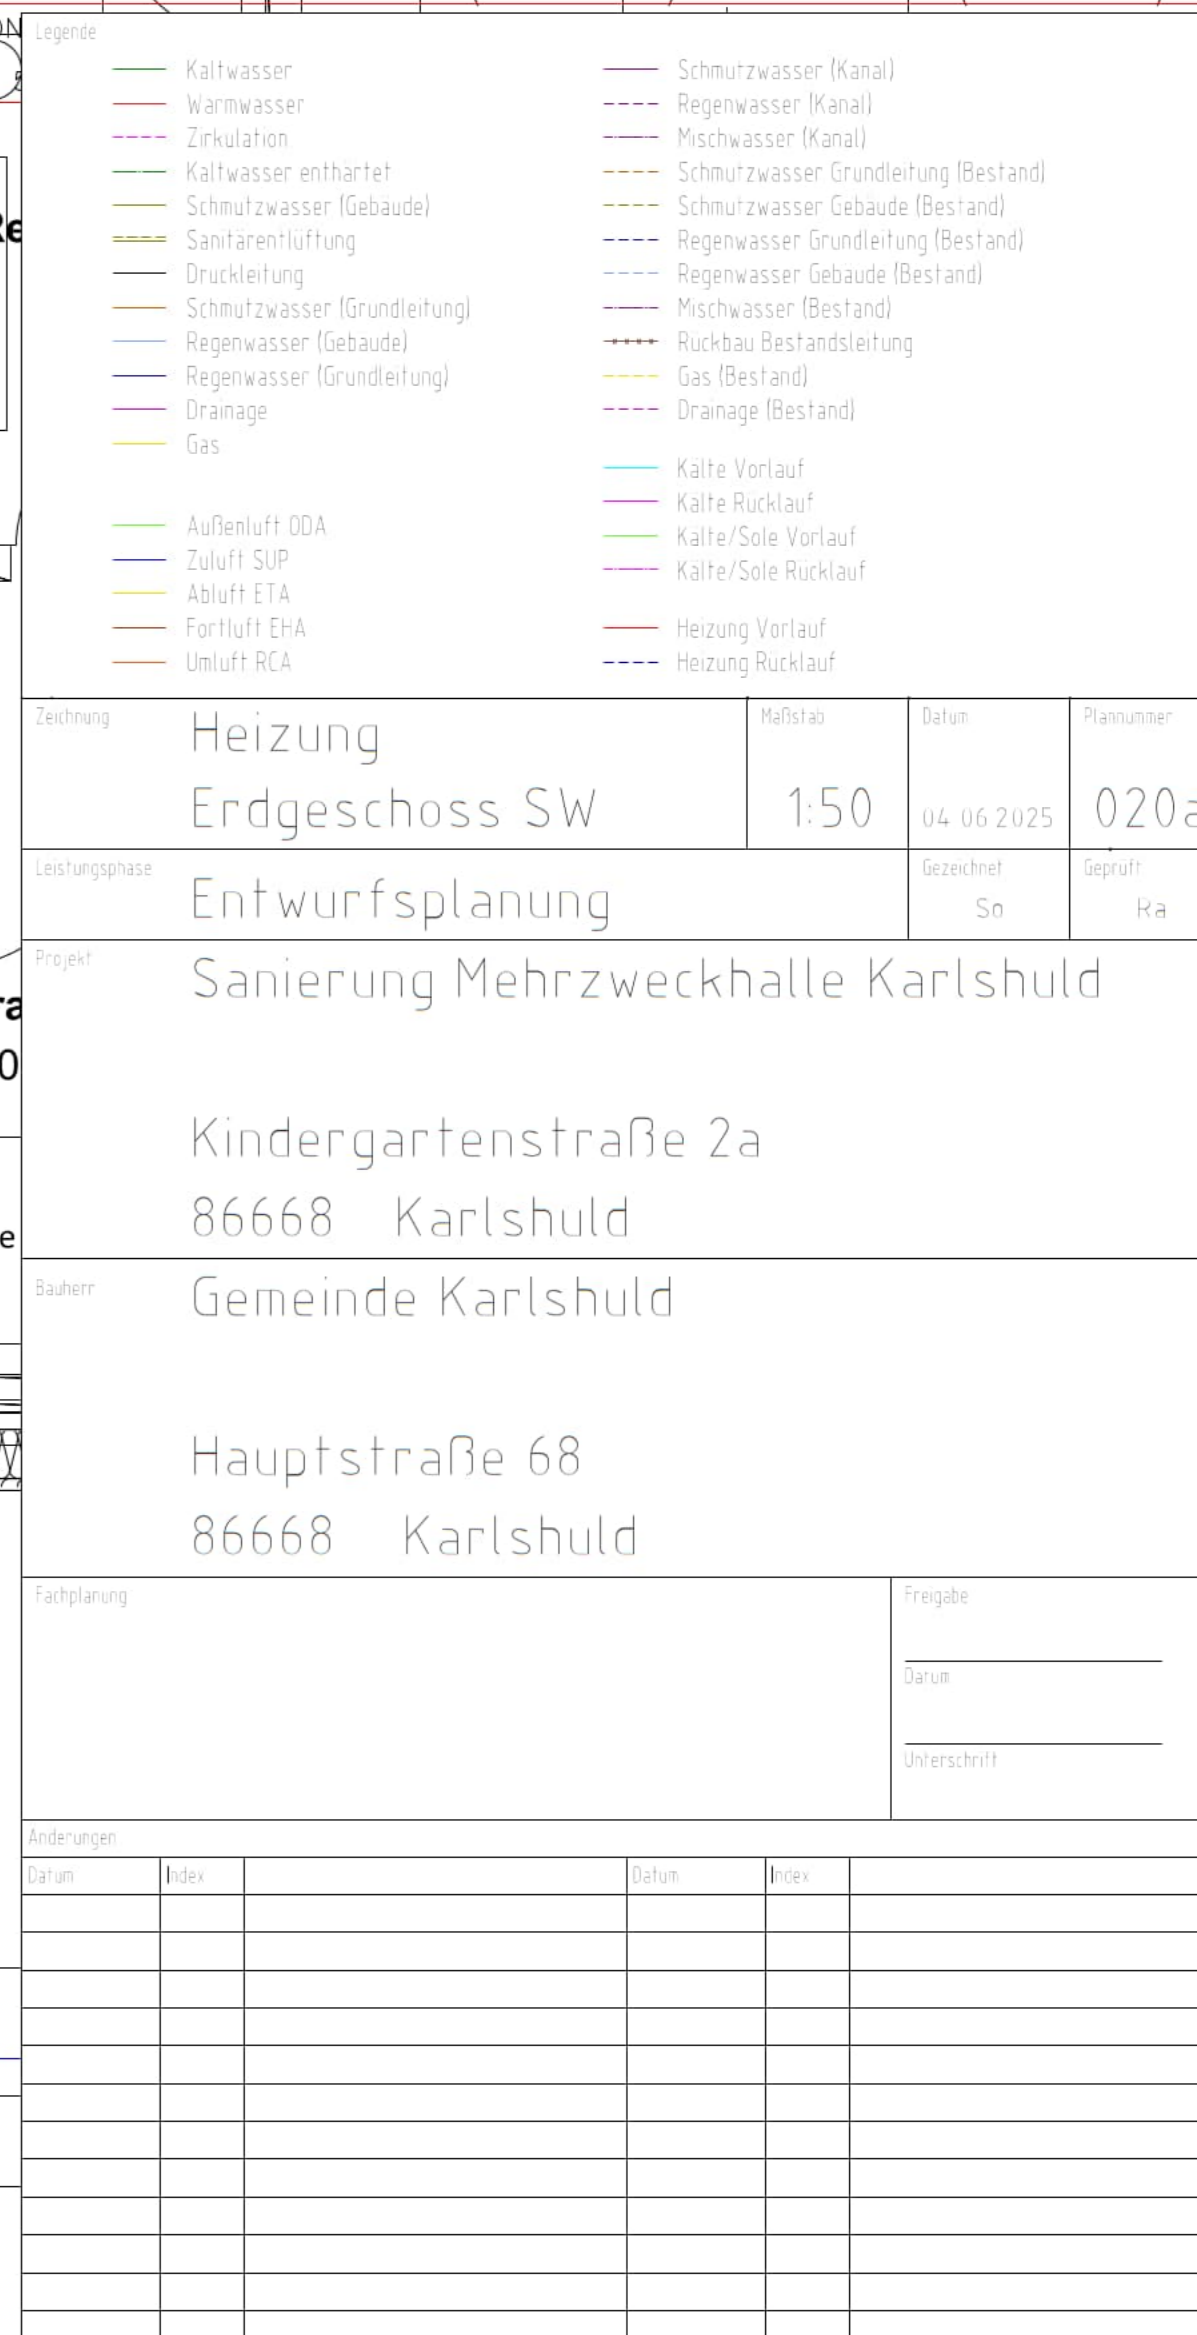 Legende
Kaltwasser
Warmwasser
Zirkulation
Kaltwasser enthärtet
Schmutzwasser (Gebäude)
Sanitärentlüftung
Druckleitung
Schmutzwasser (Grundleitung)
Regenwasser (Gebäude)
Regenwasser (Grundleitung)
Drainage
Gas
Außenluft ODA
Zuluft SUP
Abluft ETA
Fortluft EHA
Umluft RCA
Schmutzwasser (Kanal)
Regenwasser (Kanal)
Mischwasser (Kanal)
Schmutzwasser Grundleitung (Bestand)
Schmutzwasser Gebäude (Bestand)
Regenwasser Grundleitung (Bestand)
Regenwasser Gebäude (Bestand)
Mischwasser (Bestand)
Rückbau Bestandsleitung
Gas (Bestand)
Drainage (Bestand)
Kälte Vorlauf
Kälte Rücklauf
Kälte/Sole Vorlauf
Kälte/Sole Rücklauf
Heizung Vorlauf
Heizung Rücklauf
Zeichnung
Heizung
Erdgeschoss SW
Maßstab
1:50
Datum
04.06.2025
Plannummer
020a
Leistungsphase
Entwurfsplanung
Gezeichnet
So
Geprüft
Ra
Projekt
Sanierung Mehrzweckhalle Karlshuld
Kindergartenstraße 2a
86668 Karlshuld
Bauherr
Gemeinde Karlshuld
Hauptstraße 68
86668 Karlshuld
Fachplanung
Freigabe
Datum
Unterschrift
Änderungen
Datum Index Datum Index